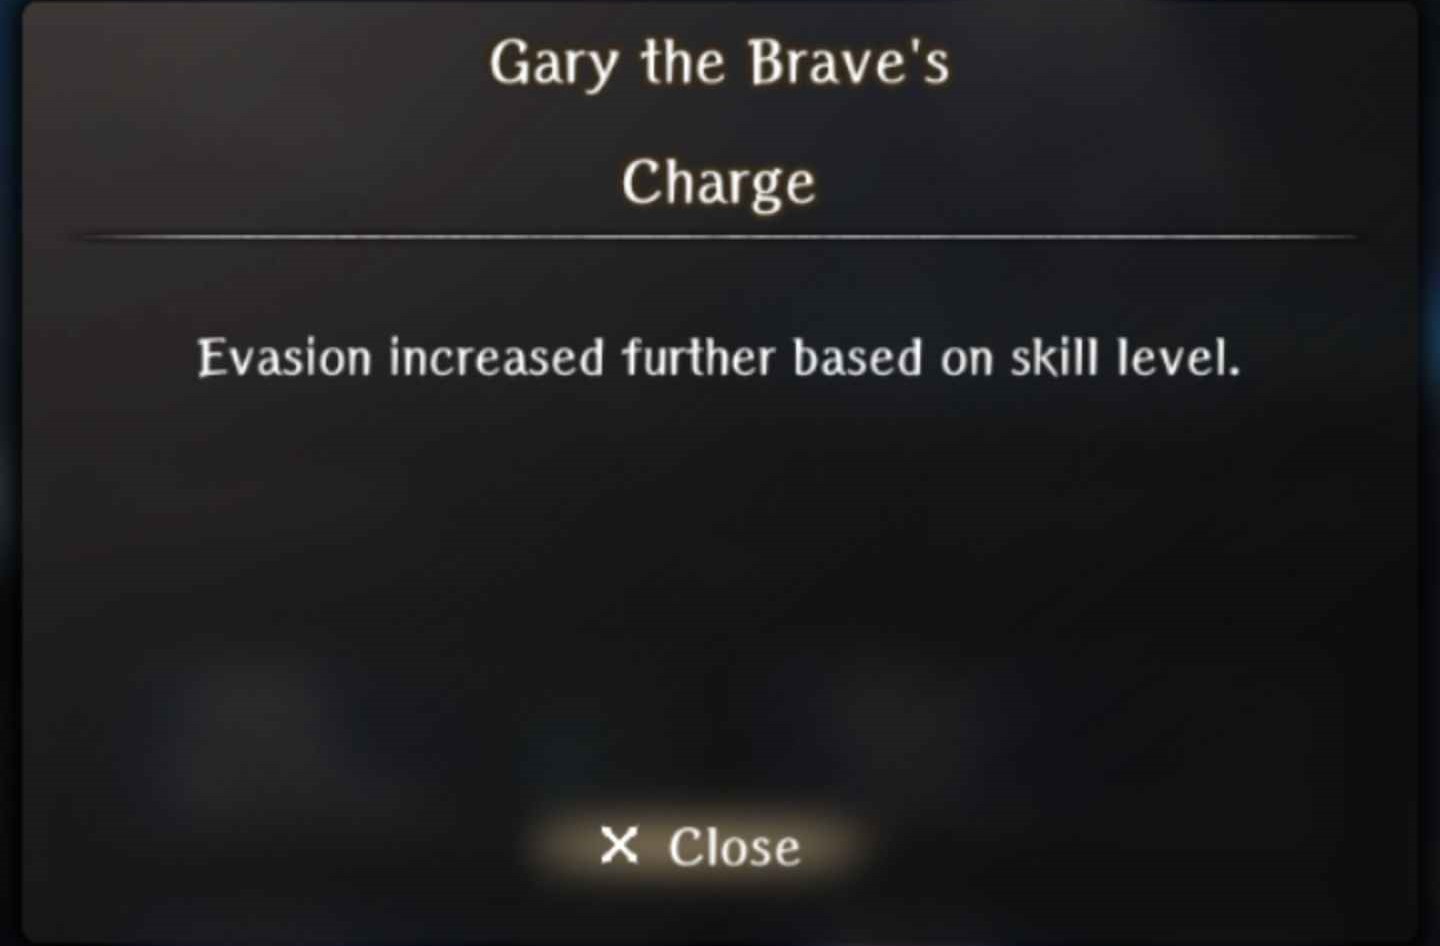 Gary the Brave's
Charge
Evasion increased further based on skill level.
Close